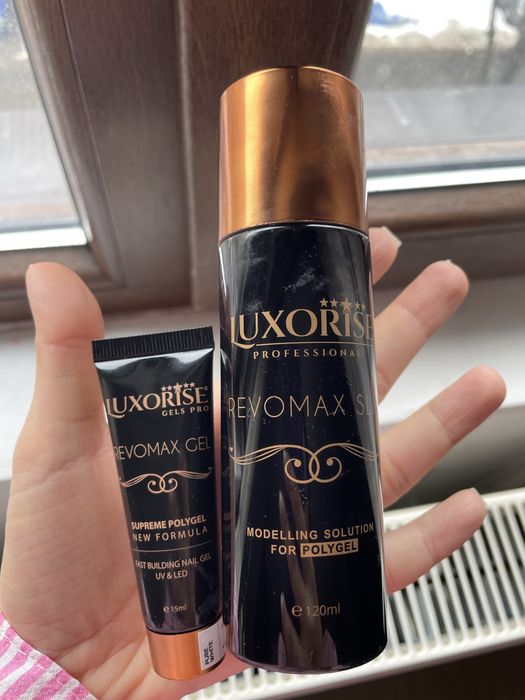 LUXORISE®
GELS PRO
REVOMAX GEL
SUPREME POLYGEL
NEW FORMULA
FAST BUILDING NAIL GEL
UV & LED
e 15ml
PURE
WHITE
LUXORISE
PROFESSIONAL
REVOMAX
MODELLING SOLUTION
FOR POLYGEL
e 120ml